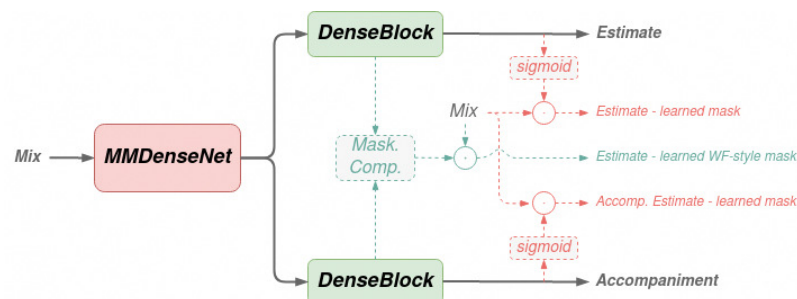 DenseBlock
Estimate
sigmoid
Mix
Estimate - learned mask
Mix
MMDenseNet
Mask.
Comp.
Estimate - learned WF-style mask
Accomp. Estimate - learned mask
sigmoid
DenseBlock
Accompaniment